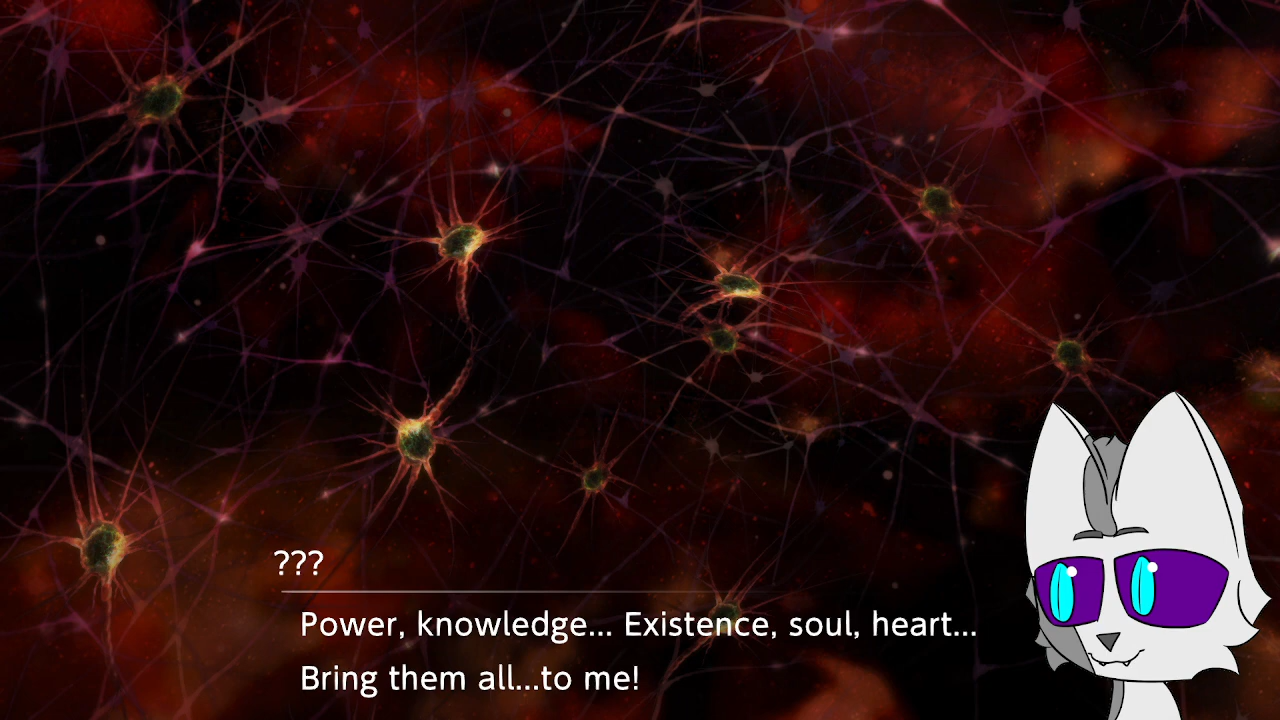 ???
Power, knowledge... Existence, soul, heart...
Bring them all...to me!